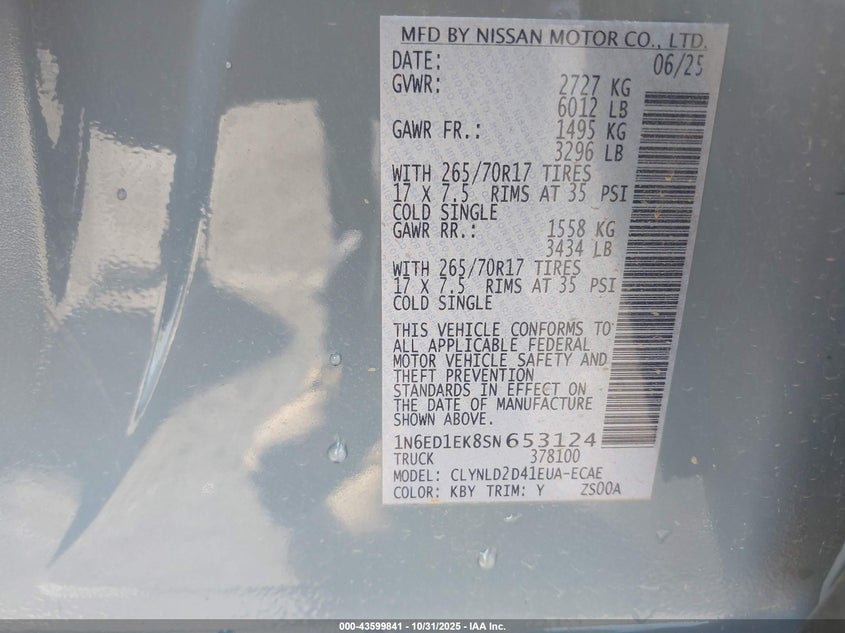 MFD BY NISSAN MOTOR CO., LTD.
DATE: 06/25
GVWR: 2727 KG
6012 LB
GAWR FR.: 1495 KG
3296 LB
WITH 265/70R17 TIRES
17 X 7.5 RIMS AT 35 PSI
COLD SINGLE
GAWR RR.: 1558 KG
3434 LB
WITH 265/70R17 TIRES
17 X 7.5 RIMS AT 35 PSI
COLD SINGLE
THIS VEHICLE CONFORMS TO
ALL APPLICABLE FEDERAL
MOTOR VEHICLE SAFETY AND
THEFT PREVENTION
STANDARDS IN EFFECT ON
THE DATE OF MANUFACTURE
SHOWN ABOVE.
1N6ED1EK8SN653124
TRUCK 378100
MODEL: CLYNLD2D41EUA-ECAE
COLOR: KBY TRIM: Y ZS00A
000-43599841 - 10/31/2025 - IAA Inc.